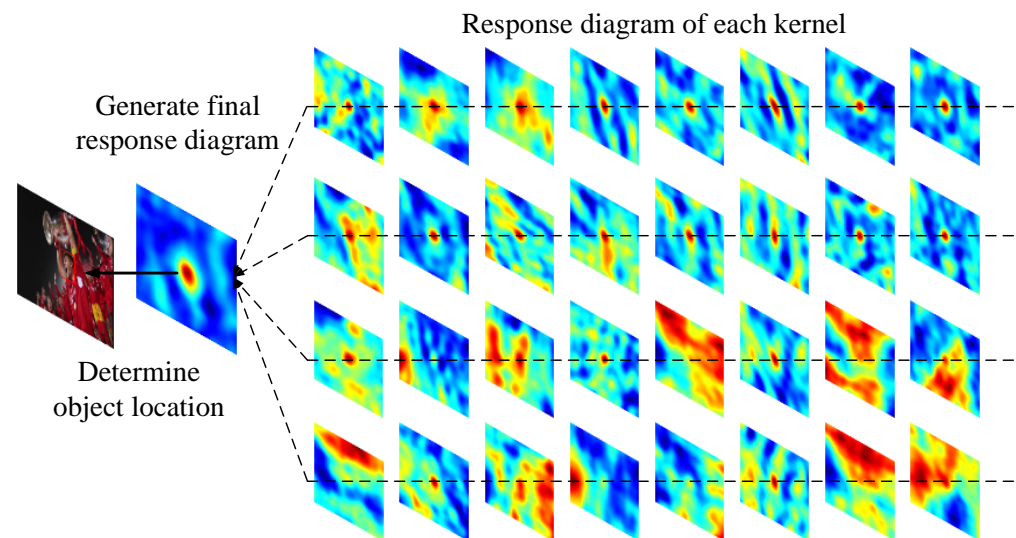 Response diagram of each kernel
Generate final
response diagram
Determine
object location